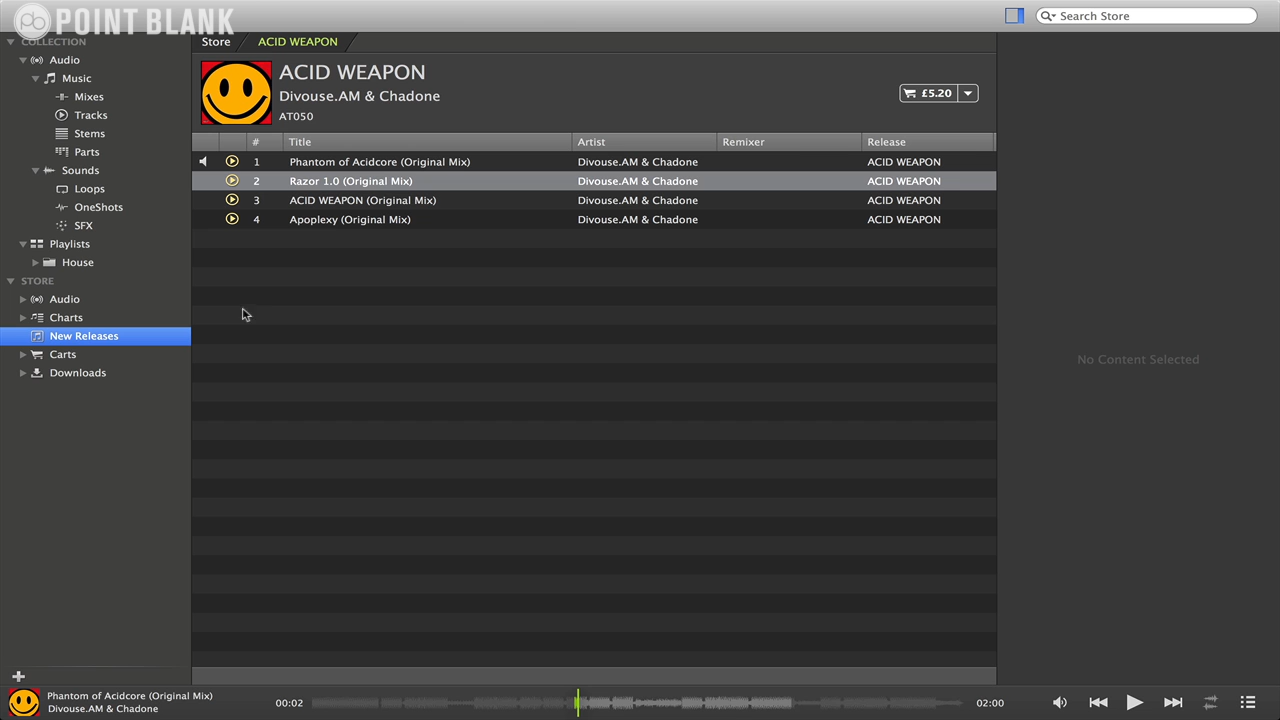 pb POINT BLANK
Search Store
COLLECTION
Audio
Music
Mixes
Tracks
Stems
Parts
Sounds
Loops
OneShots
SFX
Playlists
House
STORE
Audio
Charts
New Releases
Carts
Downloads
Store ACID WEAPON
ACID WEAPON
Divouse.AM & Chadone
AT050
£5.20
# Title Artist Remixer Release
1 Phantom of Acidcore (Original Mix) Divouse.AM & Chadone ACID WEAPON
2 Razor 1.0 (Original Mix) Divouse.AM & Chadone ACID WEAPON
3 ACID WEAPON (Original Mix) Divouse.AM & Chadone ACID WEAPON
4 Apoplexy (Original Mix) Divouse.AM & Chadone ACID WEAPON
No Content Selected
Phantom of Acidcore (Original Mix)
Divouse.AM & Chadone
00:02
02:00